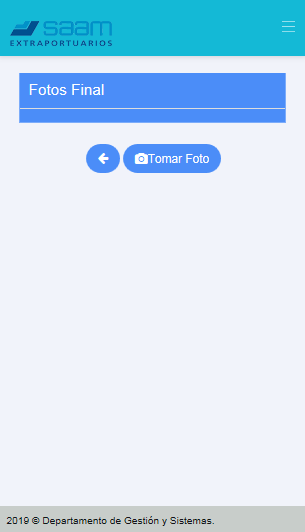 saam
EXTRAPORTUARIOS
Fotos Final
Tomar Foto
2019 © Departamento de Gestión y Sistemas.